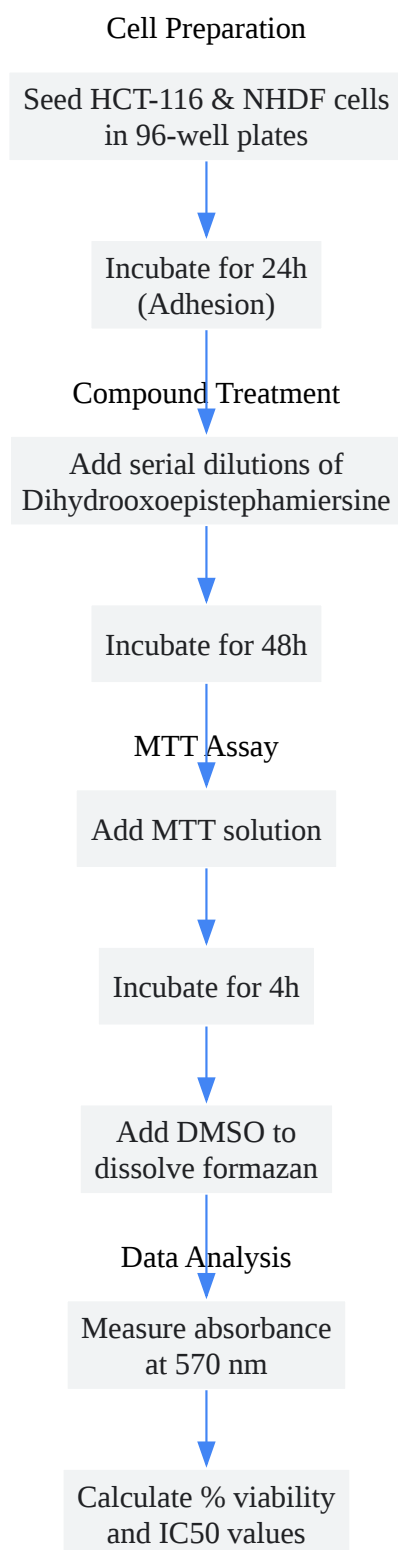 Cell Preparation
Seed HCT-116 & NHDF cells
in 96-well plates
Incubate for 24h
(Adhesion)
Compound Treatment
Add serial dilutions of
Dihydrooxoepistephamiersine
Incubate for 48h
MTT Assay
Add MTT solution
Incubate for 4h
Add DMSO to
dissolve formazan
Data Analysis
Measure absorbance
at 570 nm
Calculate % viability
and IC50 values